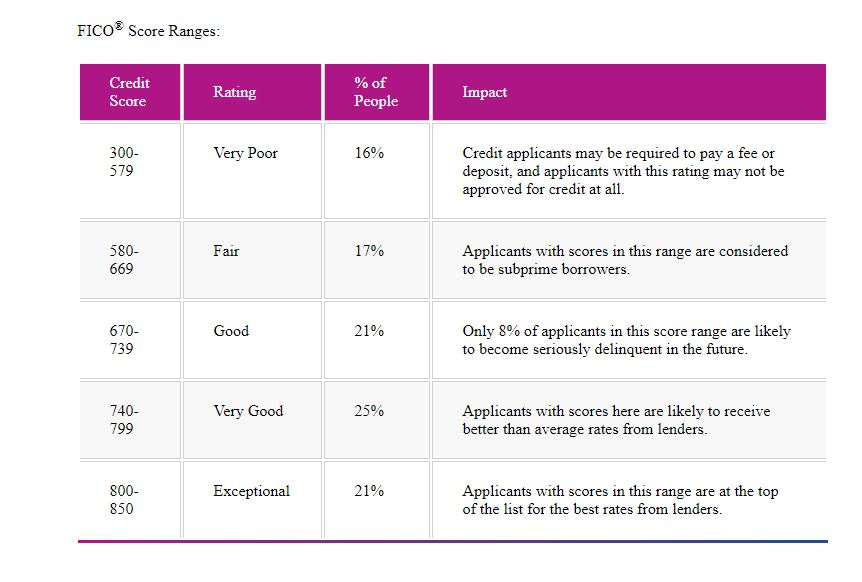 FICO® Score Ranges:
Credit
Score
Rating
% of
People
Impact
300-
579
Very Poor
16%
Credit applicants may be required to pay a fee or
deposit, and applicants with this rating may not be
approved for credit at all.
580-
669
Fair
17%
Applicants with scores in this range are considered
to be subprime borrowers.
670-
739
Good
21%
Only 8% of applicants in this score range are likely
to become seriously delinquent in the future.
740-
799
Very Good
25%
Applicants with scores here are likely to receive
better than average rates from lenders.
800-
850
Exceptional
21%
Applicants with scores in this range are at the top
of the list for the best rates from lenders.